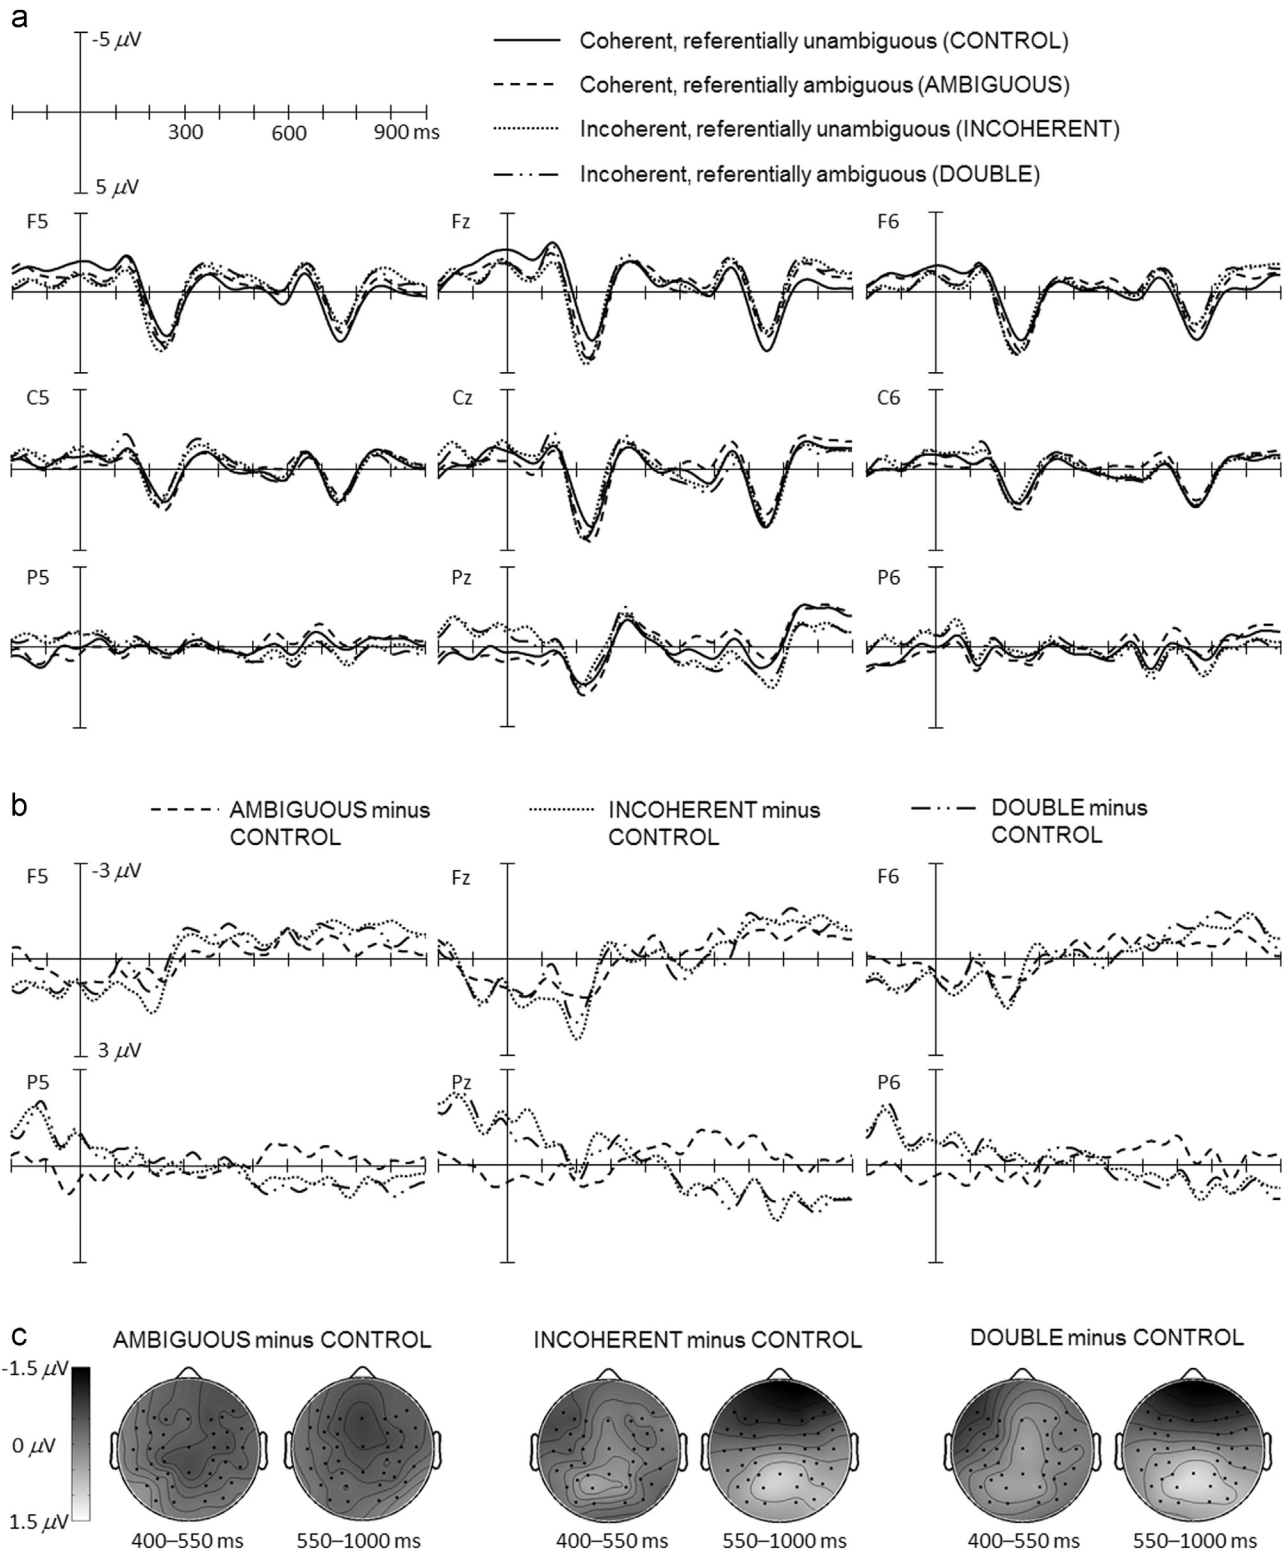 a
-5 µV
300 600 900 ms
5 µV
Coherent, referentially unambiguous (CONTROL)
Coherent, referentially ambiguous (AMBIGUOUS)
Incoherent, referentially unambiguous (INCOHERENT)
Incoherent, referentially ambiguous (DOUBLE)
F5 Fz F6
C5 Cz C6
P5 Pz P6
b
AMBIGUOUS minus
CONTROL
INCOHERENT minus
CONTROL
DOUBLE minus
CONTROL
F5 -3 µV Fz F6
3 µV
P5 Pz P6
c
AMBIGUOUS minus CONTROL INCOHERENT minus CONTROL DOUBLE minus CONTROL
-1.5 µV
0 µV
1.5 µV
400–550 ms 550–1000 ms 400–550 ms 550–1000 ms 400–550 ms 550–1000 ms